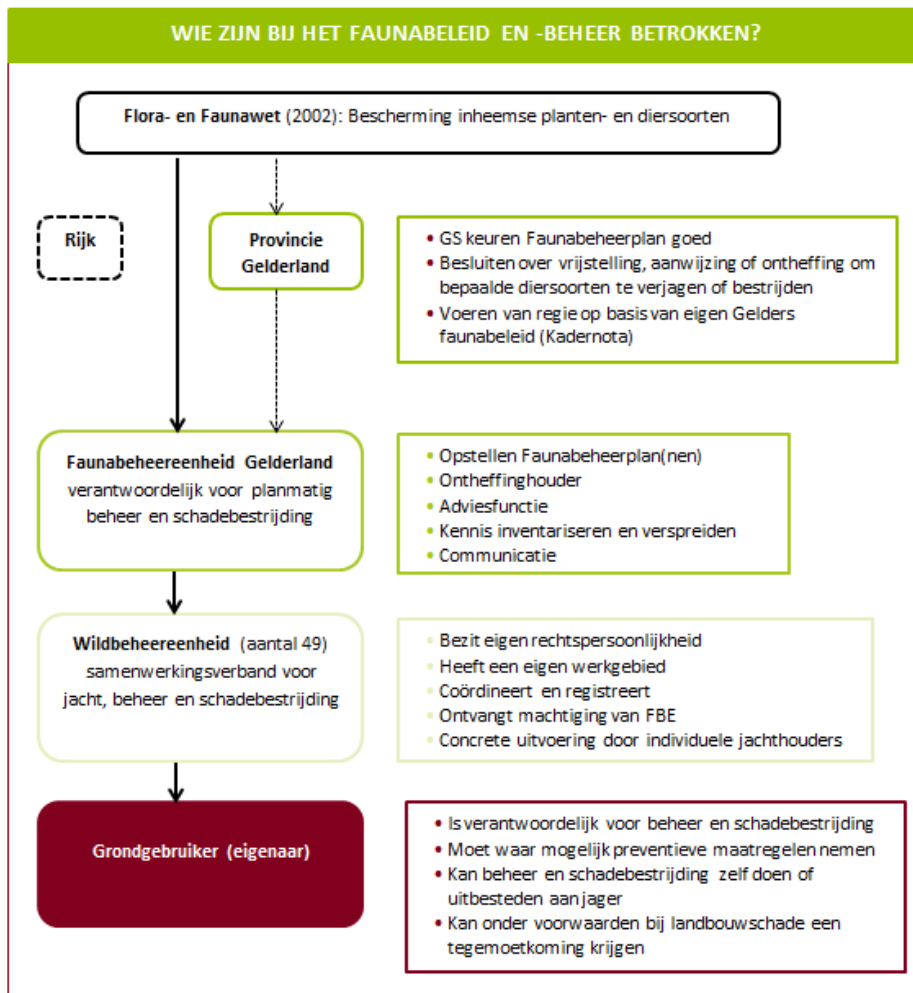 WIE ZIJN BIJ HET FAUNABELEID EN -BEHEER BETROKKEN?
Flora- en Faunawet (2002): Bescherming inheemse planten- en diersoorten
Rijk
Provincie
Gelderland
• GS keuren Faunabeheerplan goed
• Besluiten over vrijstelling, aanwijzing of ontheffing om
bepaalde diersoorten te verjagen of bestrijden
• Voeren van regie op basis van eigen Gelders
faunabeleid (Kadernota)
Faunabeheereenheid Gelderland
verantwoordelijk voor planmatig
beheer en schadebestrijding
• Opstellen Faunabeheerplan(nen)
• Ontheffinghouder
• Adviesfunctie
• Kennis inventariseren en verspreiden
• Communicatie
Wildbeheereenheid (aantal 49)
samenwerkingsverband voor
jacht, beheer en schadebestrijding
• Bezit eigen rechtspersoonlijkheid
• Heeft een eigen werkgebied
• Coördineert en registreert
• Ontvangt machtiging van FBE
• Concrete uitvoering door individuele jachthouders
Grondgebruiker (eigenaar)
• Is verantwoordelijk voor beheer en schadebestrijding
• Moet waar mogelijk preventieve maatregelen nemen
• Kan beheer en schadebestrijding zelf doen of
uitbesteden aan jager
• Kan onder voorwaarden bij landbouwschade een
tegemoetkoming krijgen